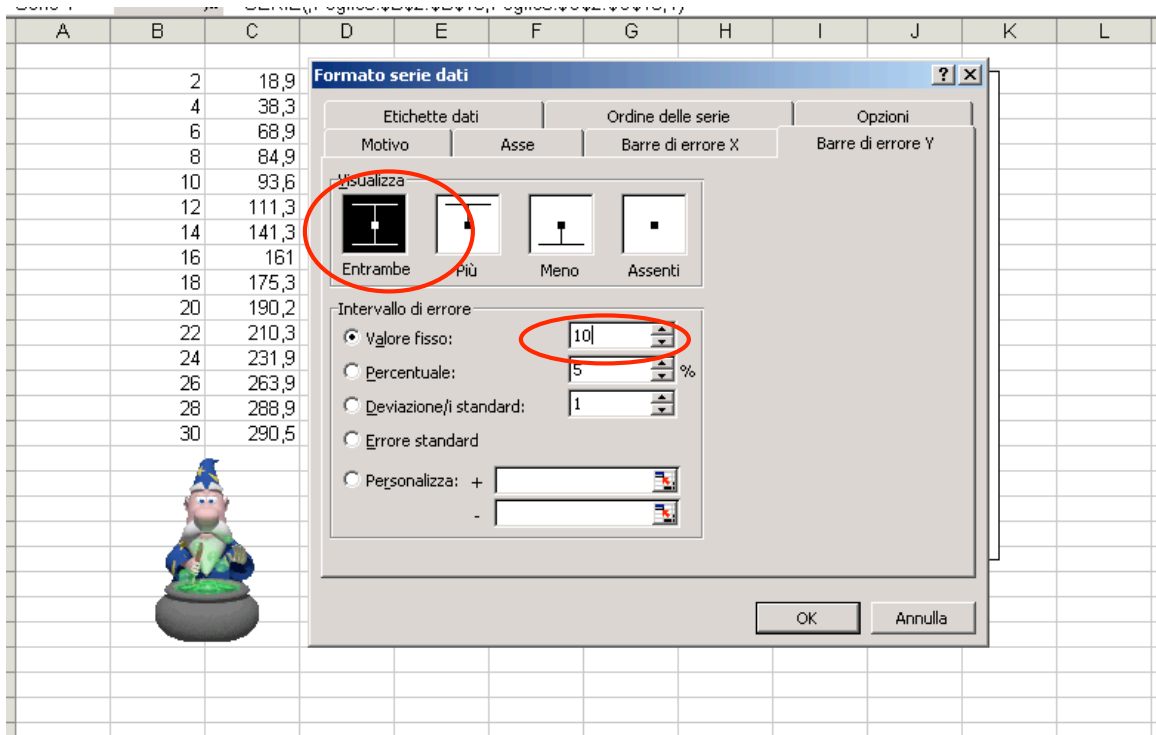 A B C D E F G H I J K L
2 18,9
4 38,3
6 68,9
8 84,9
10 93,6
12 111,3
14 141,3
16 161
18 175,3
20 190,2
22 210,3
24 231,9
26 263,9
28 288,9
30 290,5
Formato serie dati
Etichette dati Ordine delle serie Opzioni
Motivo Asse Barre di errore X Barre di errore Y
Visualizza
Entrambe Più Meno Assenti
Intervallo di errore
Valore fisso: 10
Percentuale: 5 %
Deviazione/i standard: 1
Errore standard
Personalizza: +
-
OK Annulla